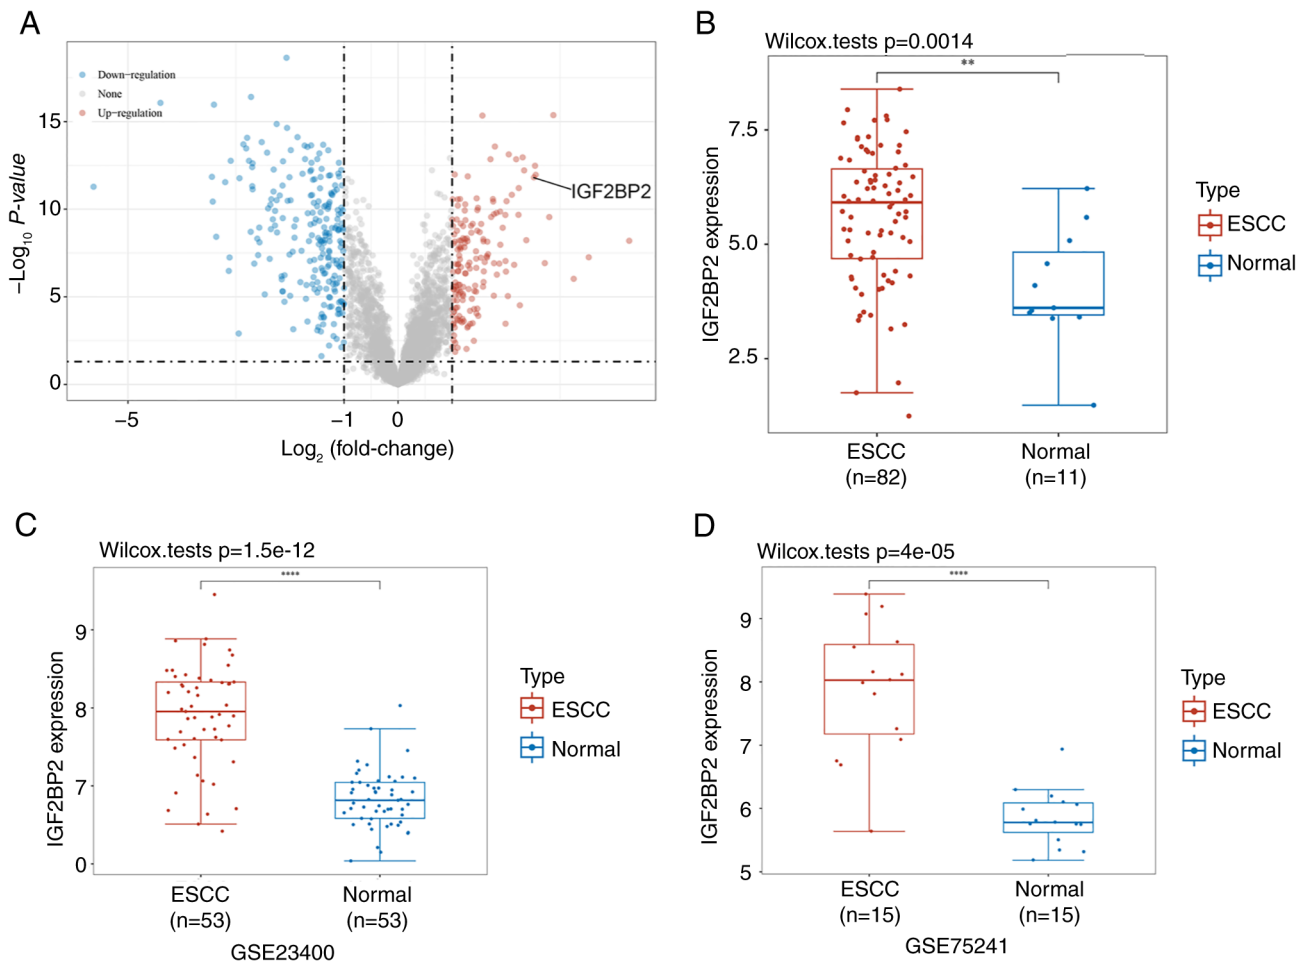 A
Down-regulation
None
Up-regulation
IGF2BP2
15
10
5
0
−Log10 P-value
−5
−1
0
Log2 (fold-change)
B
Wilcox.tests p=0.0014
**
7.5
5.0
2.5
IGF2BP2 expression
ESCC
(n=82)
Normal
(n=11)
Type
ESCC
Normal
C
Wilcox.tests p=1.5e-12
****
9
8
7
0
IGF2BP2 expression
ESCC
(n=53)
Normal
(n=53)
GSE23400
Type
ESCC
Normal
D
Wilcox.tests p=4e-05
****
9
8
7
6
5
IGF2BP2 expression
ESCC
(n=15)
Normal
(n=15)
GSE75241
Type
ESCC
Normal